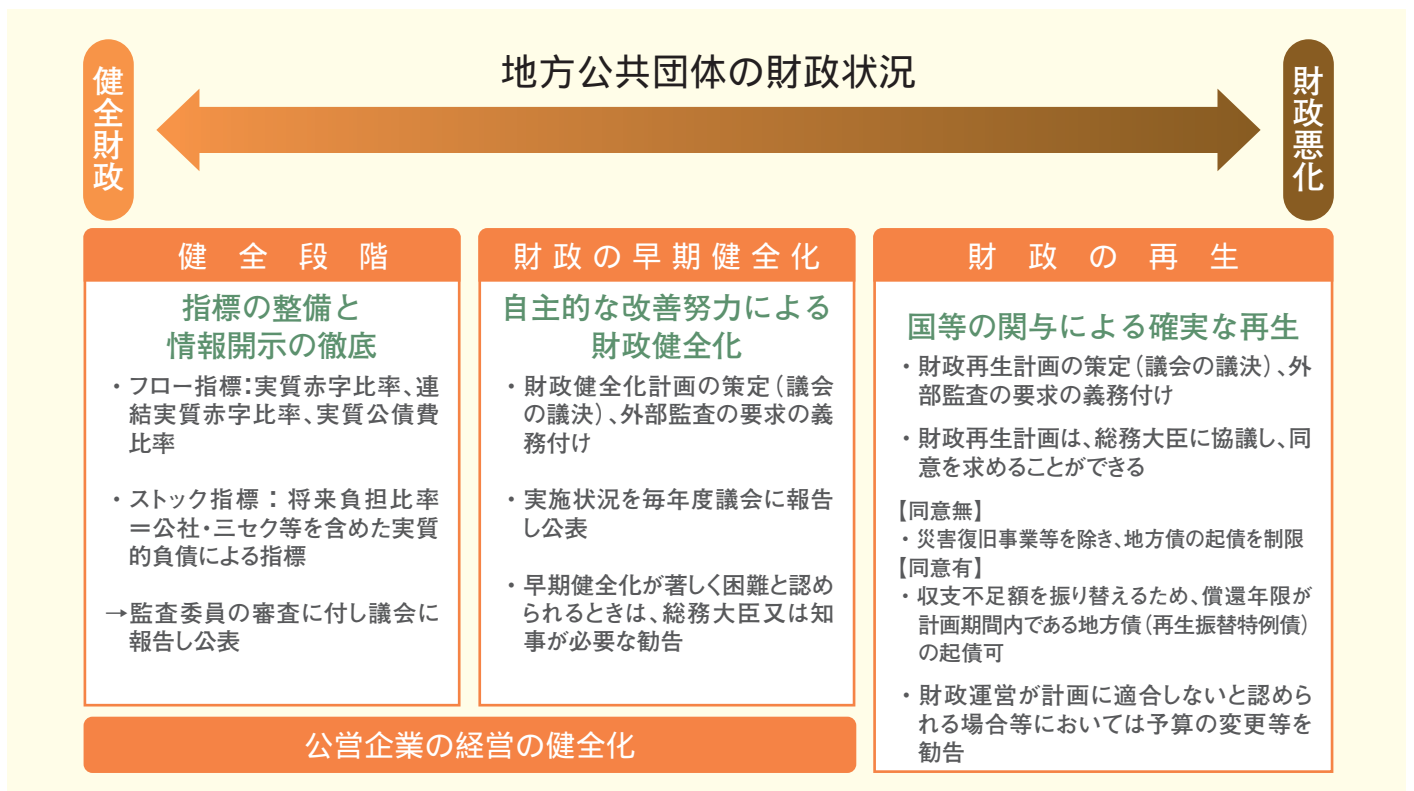 地方公共団体の財政状況
健全財政
財政悪化
健全段階
指標の整備と
情報開示の徹底
・フロー指標：実質赤字比率、連
結実質赤字比率、実質公債費
比率
・ストック指標：将来負担比率
＝公社・三セク等を含めた実質
的負債による指標
→監査委員の審査に付し議会に
報告し公表
財政の早期健全化
自主的な改善努力による
財政健全化
・財政健全化計画の策定（議会
の議決）、外部監査の要求の義
務付け
・実施状況を毎年度議会に報告
し公表
・早期健全化が著しく困難と認め
られるときは、総務大臣又は知
事が必要な勧告
公営企業の経営の健全化
財政の再生
国等の関与による確実な再生
・財政再生計画の策定（議会の議決）、外
部監査の要求の義務付け
・財政再生計画は、総務大臣に協議し、同
意を求めることができる
【同意無】
・災害復旧事業等を除き、地方債の起債を制限
【同意有】
・収支不足額を振り替えるため、償還年限が
計画期間内である地方債（再生振替特例債）
の起債可
・財政運営が計画に適合しないと認めら
れる場合等においては予算の変更等を
勧告